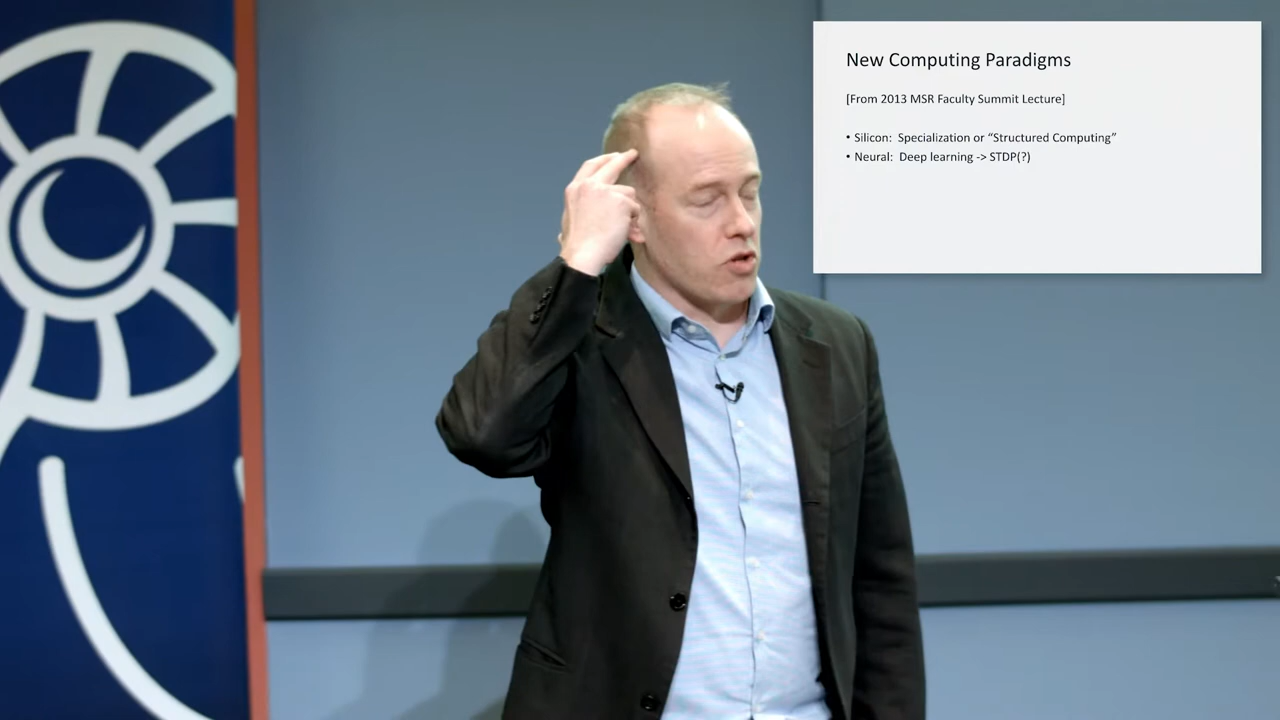 New Computing Paradigms
[From 2013 MSR Faculty Summit Lecture]
• Silicon:  Specialization or “Structured Computing”
• Neural:  Deep learning -> STDP(?)